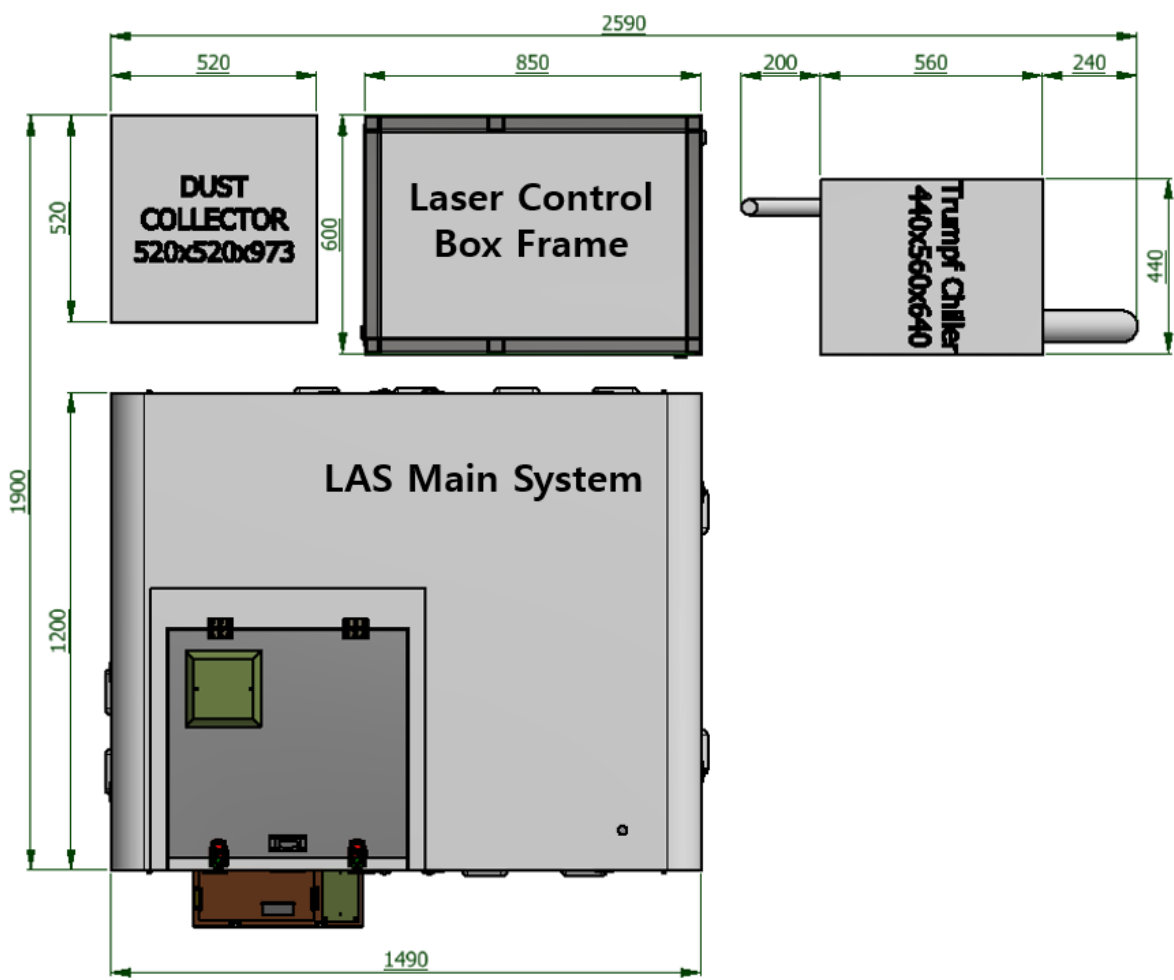 2590
520
850
200
560
240
DUST
COLLECTOR
520x520x973
520
Laser Control
Box Frame
600
Trumpf Chiller
440x560x640
440
LAS Main System
1900
1200
1490